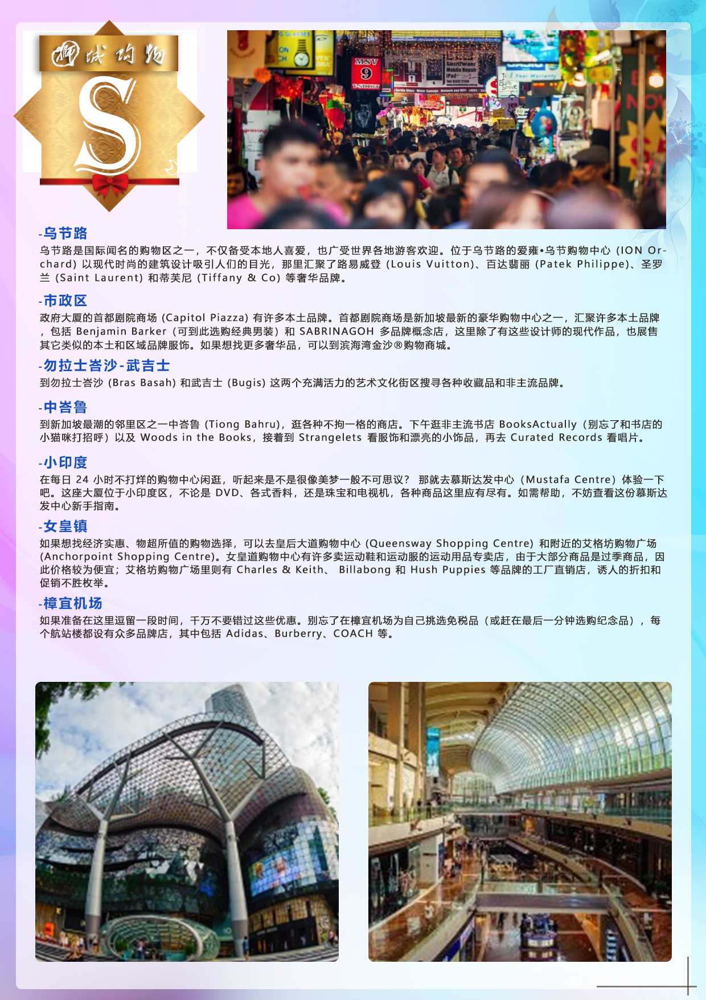 狮城购物
S
MSV
9
-乌节路
乌节路是国际闻名的购物区之一，不仅备受本地人喜爱，也广受世界各地游客欢迎。位于乌节路的爱雍•乌节购物中心 (ION Or-
chard) 以现代时尚的建筑设计吸引人们的目光，那里汇聚了路易威登 (Louis Vuitton)、百达翡丽 (Patek Philippe)、圣罗
兰 (Saint Laurent) 和蒂芙尼 (Tiffany & Co) 等奢华品牌。
-市政区
政府大厦的首都剧院商场 (Capitol Piazza) 有许多本土品牌。首都剧院商场是新加坡最新的豪华购物中心之一，汇聚许多本土品牌
，包括 Benjamin Barker（可到此选购经典男装）和 SABRINAGOH 多品牌概念店，这里除了有这些设计师的现代作品，也展售
其它类似的本土和区域品牌服饰。如果想找更多奢华品，可以到滨海湾金沙®购物商城。
-勿拉士峇沙-武吉士
到勿拉士峇沙 (Bras Basah) 和武吉士 (Bugis) 这两个充满活力的艺术文化街区搜寻各种收藏品和非主流品牌。
-中峇鲁
到新加坡最潮的邻里区之一中峇鲁 (Tiong Bahru)，逛各种不拘一格的商店。下午逛非主流书店 BooksActually（别忘了和书店的
小猫咪打招呼）以及 Woods in the Books，接着到 Strangelets 看服饰和漂亮的小饰品，再去 Curated Records 看唱片。
-小印度
在每日 24 小时不打烊的购物中心闲逛，听起来是不是很像美梦一般不可思议？ 那就去慕斯达发中心（Mustafa Centre）体验一下
吧。这座大厦位于小印度区，不论是 DVD、各式香料，还是珠宝和电视机，各种商品这里应有尽有。如需帮助，不妨查看这份慕斯达
发中心新手指南。
-女皇镇
如果想找经济实惠、物超所值的购物选择，可以去皇后大道购物中心 (Queensway Shopping Centre) 和附近的艾格坊购物广场
(Anchorpoint Shopping Centre)。女皇道购物中心有许多卖运动鞋和运动服的运动用品专卖店，由于大部分商品是过季商品，因
此价格较为便宜；艾格坊购物广场里则有 Charles & Keith、 Billabong 和 Hush Puppies 等品牌的工厂直销店，诱人的折扣和
促销不胜枚举。
-樟宜机场
如果准备在这里逗留一段时间，千万不要错过这些优惠。别忘了在樟宜机场为自己挑选免税品（或赶在最后一分钟选购纪念品），每
个航站楼都设有众多品牌店，其中包括 Adidas、Burberry、COACH 等。